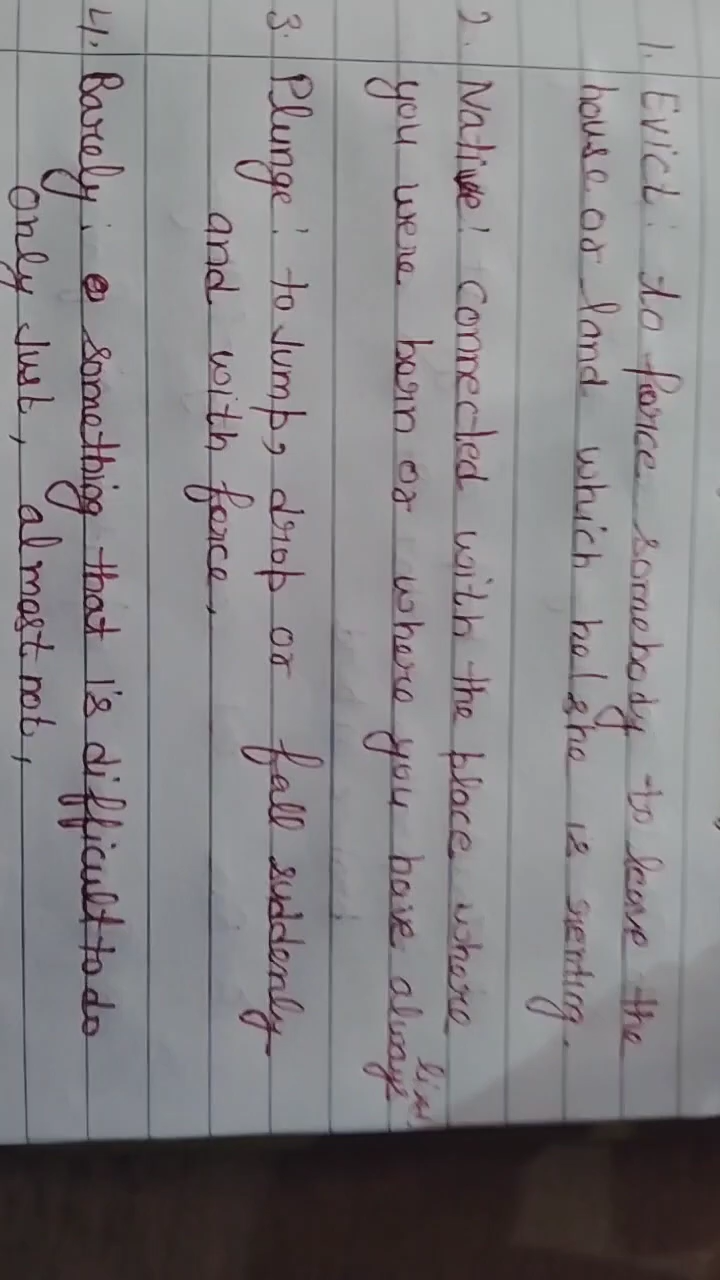 1. Evict: to force somebody to leave the
house or land which he/she is renting.
2. Native: connected with the place where
you were born or where you have always
3. Plunge: to Jump, drop or fall suddenly
and with force,
4. Barely: something that is difficult to do
only Just, almost not,